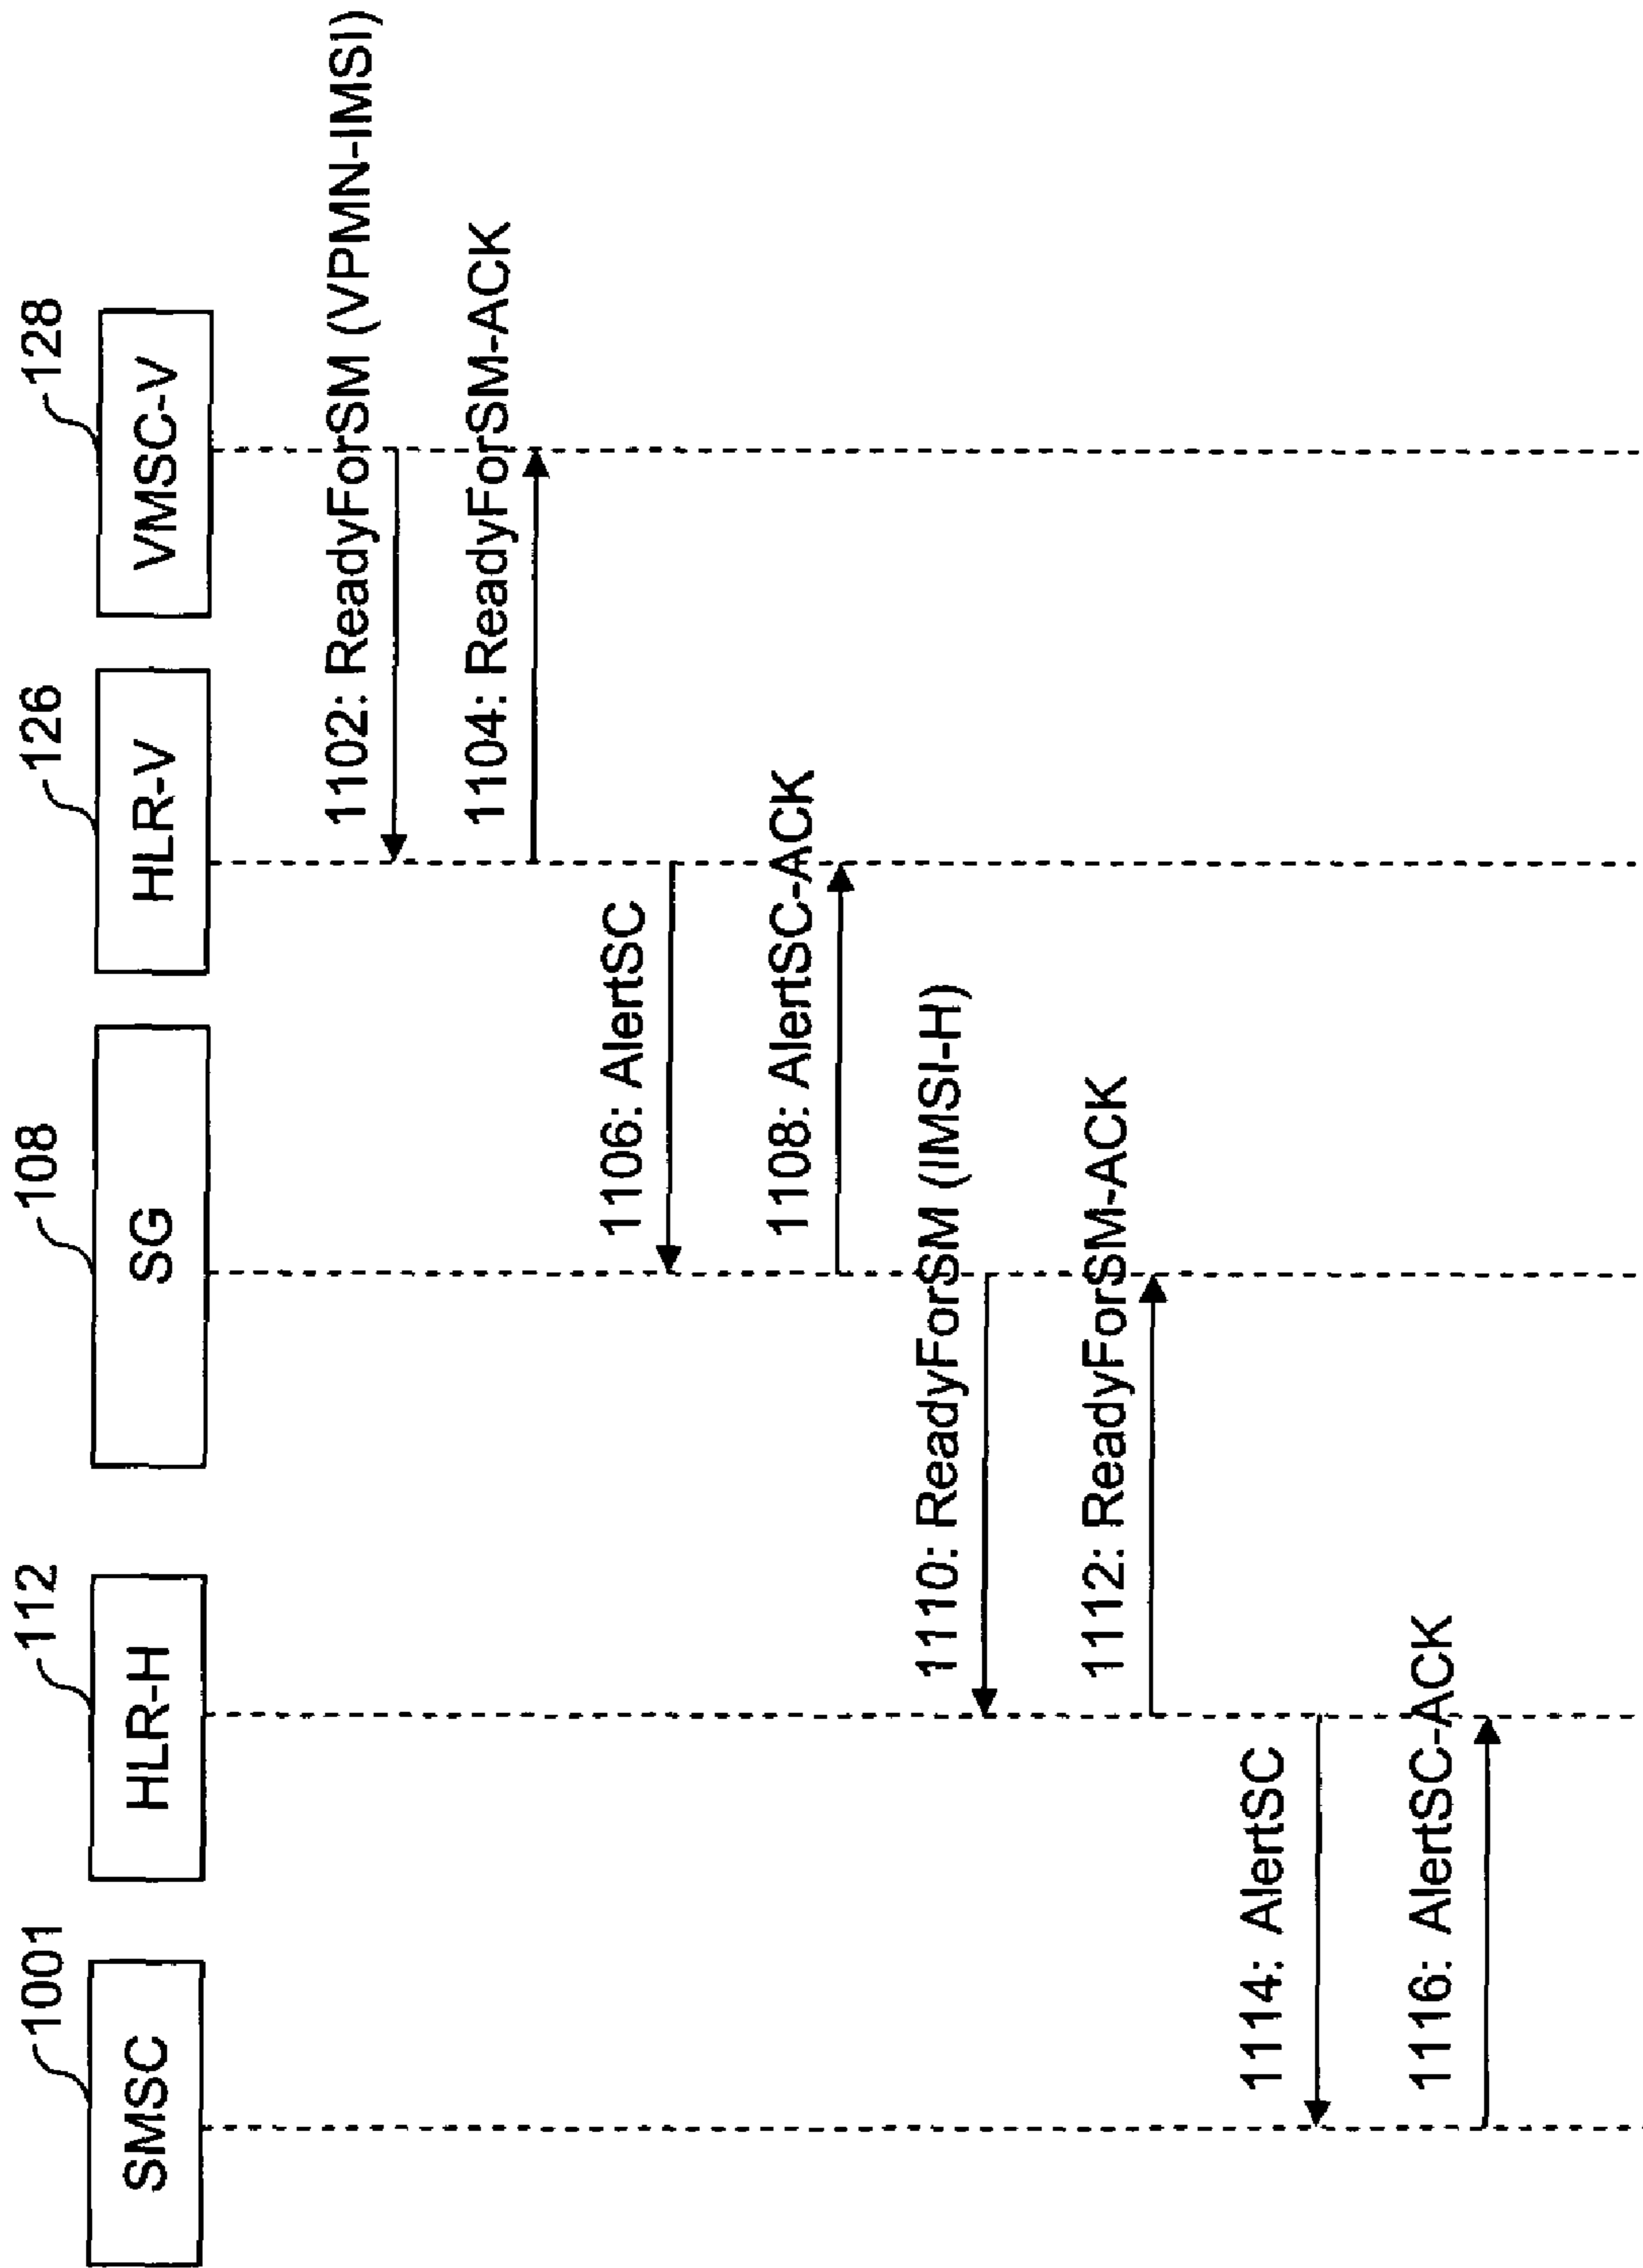 1001
112
108
126
128
SMSC
HLR-H
SG
HLR-V
VMSC-V
1102: ReadyForSM (VPMN-IMSI)
1104: ReadyForSM-ACK
1106: AlertSC
1108: AlertSC-ACK
1110: ReadyForSM (IMSI-H)
1112: ReadyForSM-ACK
1114: AlertSC
1116: AlertSC-ACK